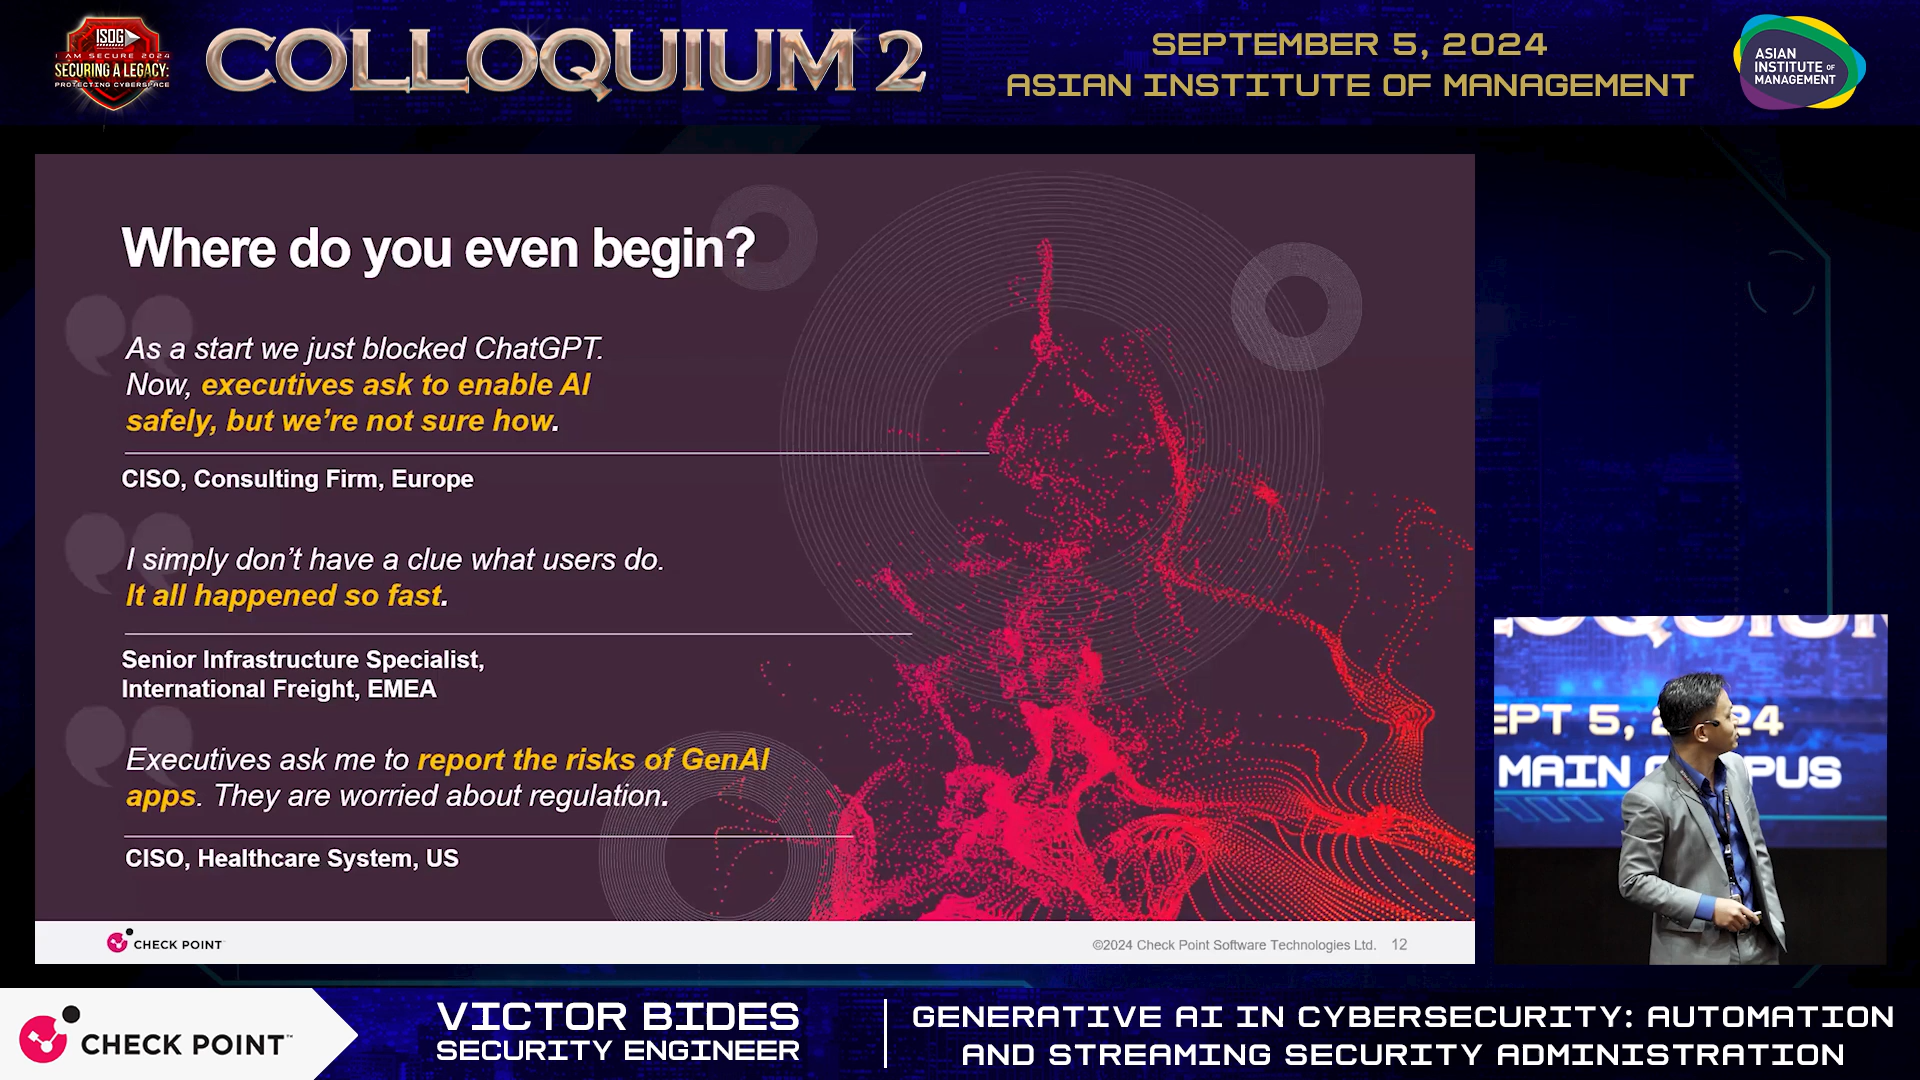 ISOG
I AM SECURE 2024
SECURING A LEGACY:
PROTECTING CYBERSPACE
COLLOQUIUM 2
SEPTEMBER 5, 2024
ASIAN INSTITUTE OF MANAGEMENT
ASIAN
INSTITUTE OF
MANAGEMENT
Where do you even begin?
As a start we just blocked ChatGPT.
Now, executives ask to enable AI
safely, but we’re not sure how.
CISO, Consulting Firm, Europe
I simply don’t have a clue what users do.
It all happened so fast.
Senior Infrastructure Specialist,
International Freight, EMEA
Executives ask me to report the risks of GenAI
apps. They are worried about regulation.
CISO, Healthcare System, US
CHECK POINT
©2024 Check Point Software Technologies Ltd. 12
SEPT 5, 2024
MAIN
CHECK POINT™
VICTOR BIDES
SECURITY ENGINEER
GENERATIVE AI IN CYBERSECURITY: AUTOMATION
AND STREAMING SECURITY ADMINISTRATION